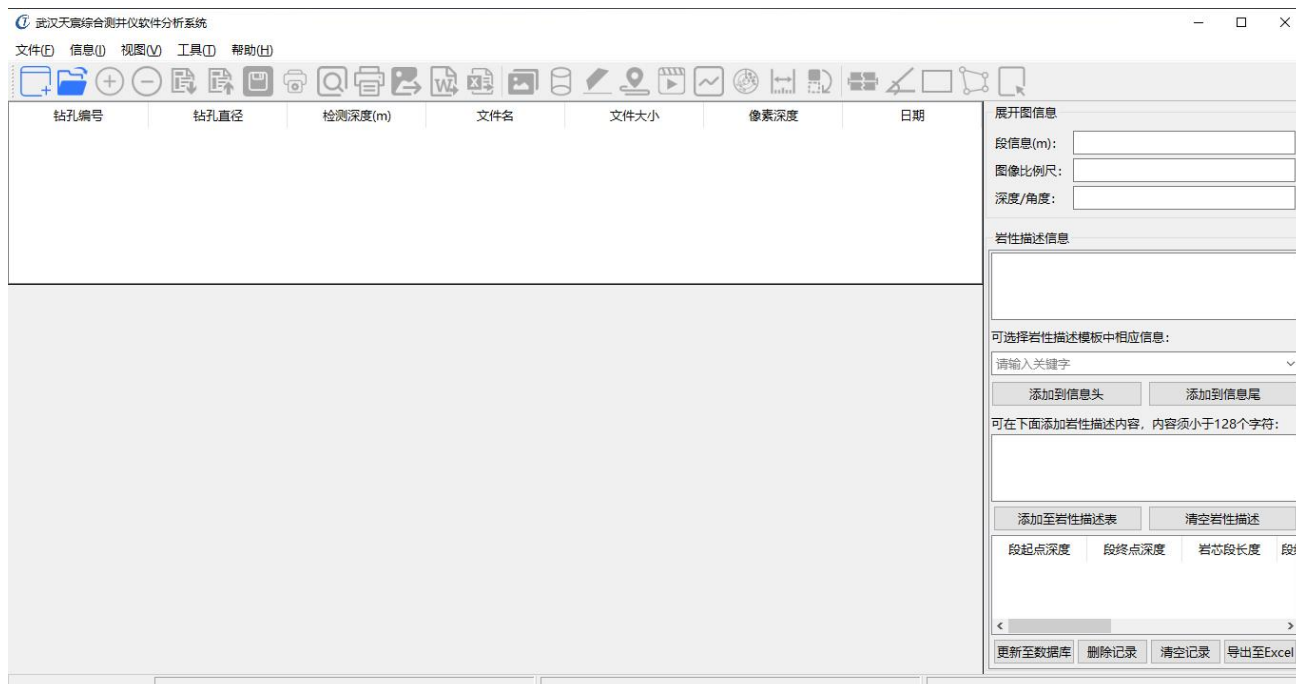 武汉天宸综合测井仪软件分析系统
文件(F) 信息(I) 视图(V) 工具(T) 帮助(H)
钻孔编号 钻孔直径 检测深度(m) 文件名 文件大小 像素深度 日期
展开图信息
段信息(m):
图像比例尺:
深度/角度:
岩性描述信息
可选择岩性描述模板中相应信息:
请输入关键字
添加到信息头 添加到信息尾
可在下面添加岩性描述内容,内容须小于128个字符:
添加至岩性描述表 清空岩性描述
段起点深度 段终点深度 岩芯段长度 段
更新至数据库 删除记录 清空记录 导出至Excel